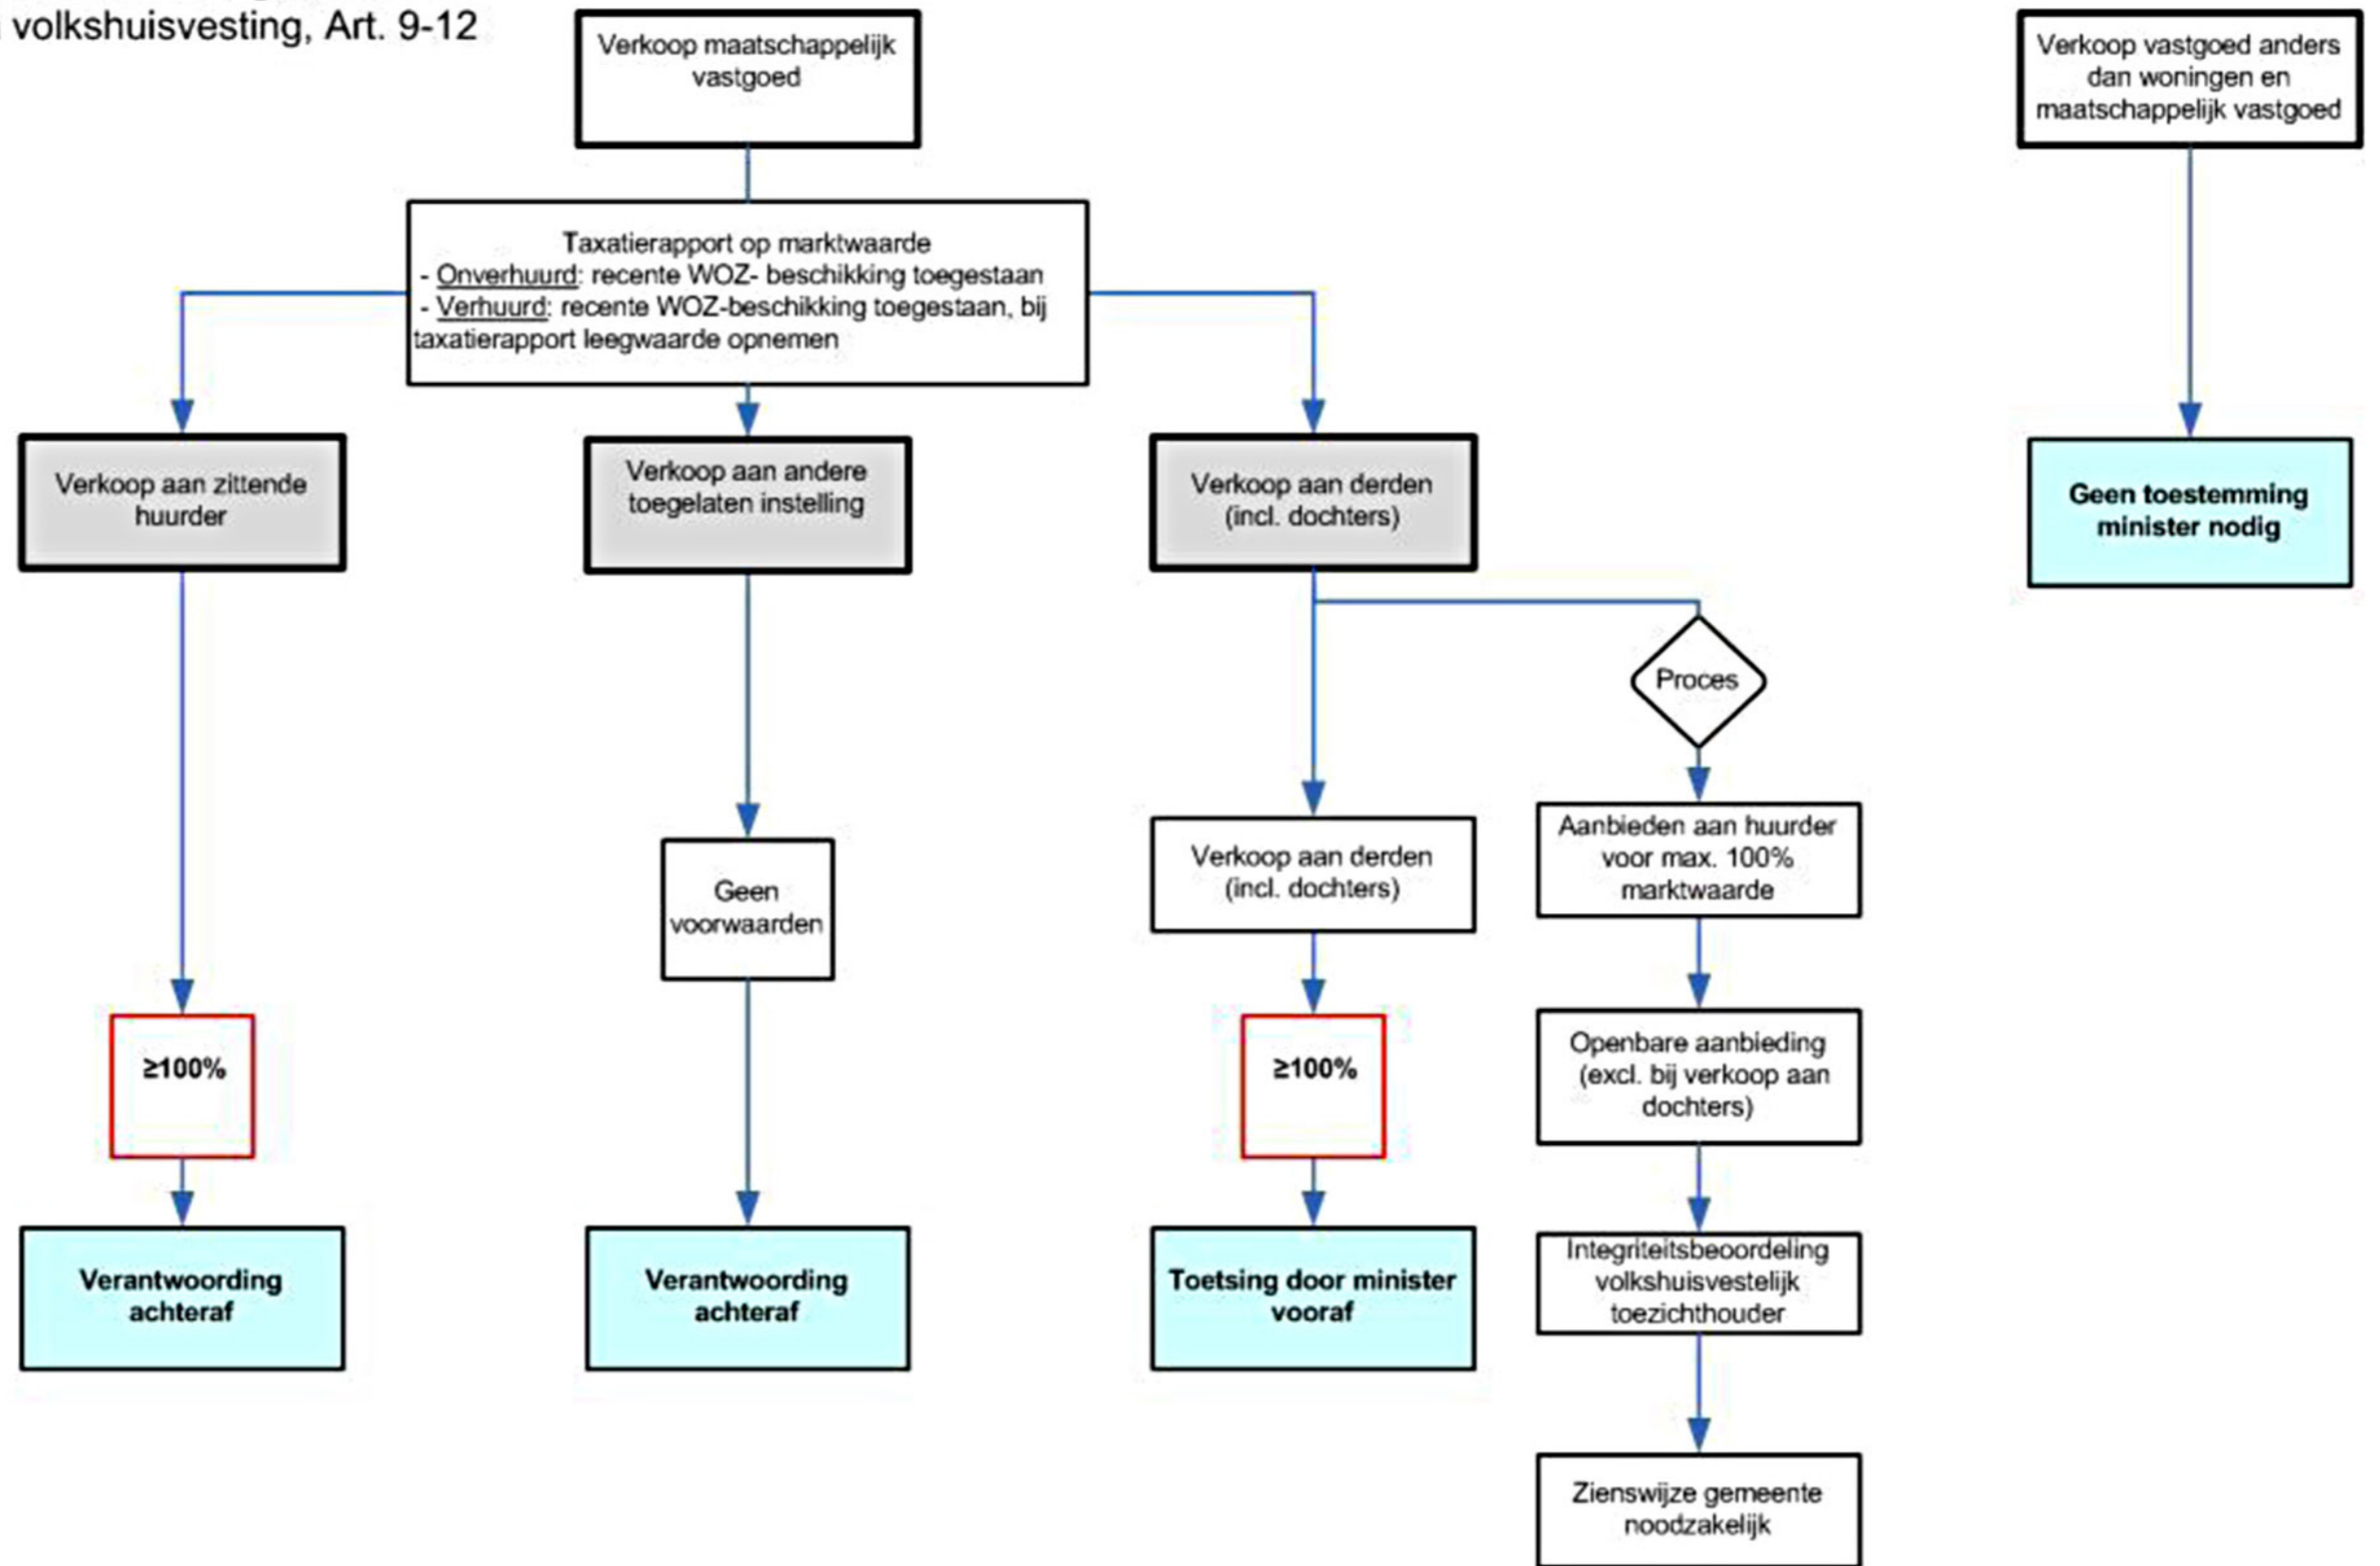 volkshuisvesting, Art. 9-12
Verkoop maatschappelijk
vastgoed
Verkoop vastgoed anders
dan woningen en
maatschappelijk vastgoed
Taxatierapport op marktwaarde
- Onverhuurd: recente WOZ- beschikking toegestaan
- Verhuurd: recente WOZ-beschikking toegestaan, bij
taxatierapport leegwaarde opnemen
Verkoop aan zittende
huurder
Verkoop aan andere
toegelaten instelling
Verkoop aan derden
(incl. dochters)
Geen toestemming
minister nodig
Proces
Geen
voorwaarden
Verkoop aan derden
(incl. dochters)
Aanbieden aan huurder
voor max. 100%
marktwaarde
≥100%
≥100%
Openbare aanbieding
(excl. bij verkoop aan
dochters)
Verantwoording
achteraf
Verantwoording
achteraf
Toetsing door minister
vooraf
Integriteitsbeoordeling
volkshuisvestelijk
toezichthouder
Zienswijze gemeente
noodzakelijk